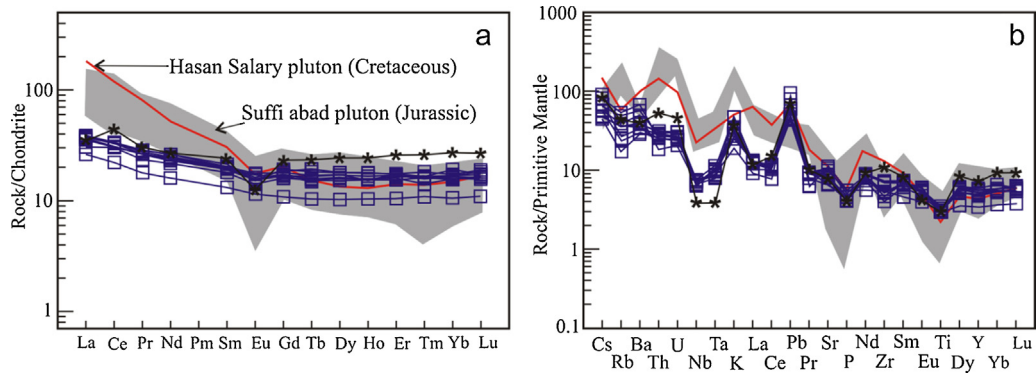 a
Rock/Chondrite
100
10
1
Hasan Salary pluton (Cretaceous)
Suffi abad pluton (Jurassic)
La Ce Pr Nd Pm Sm Eu Gd Tb Dy Ho Er Tm Yb Lu
b
Rock/Primitive Mantle
1000
100
10
1
0.1
Cs Ba U Ta La Pb Sr Nd Sm Ti Y Lu
Rb Th Nb K Ce Pr P Zr Eu Dy Yb